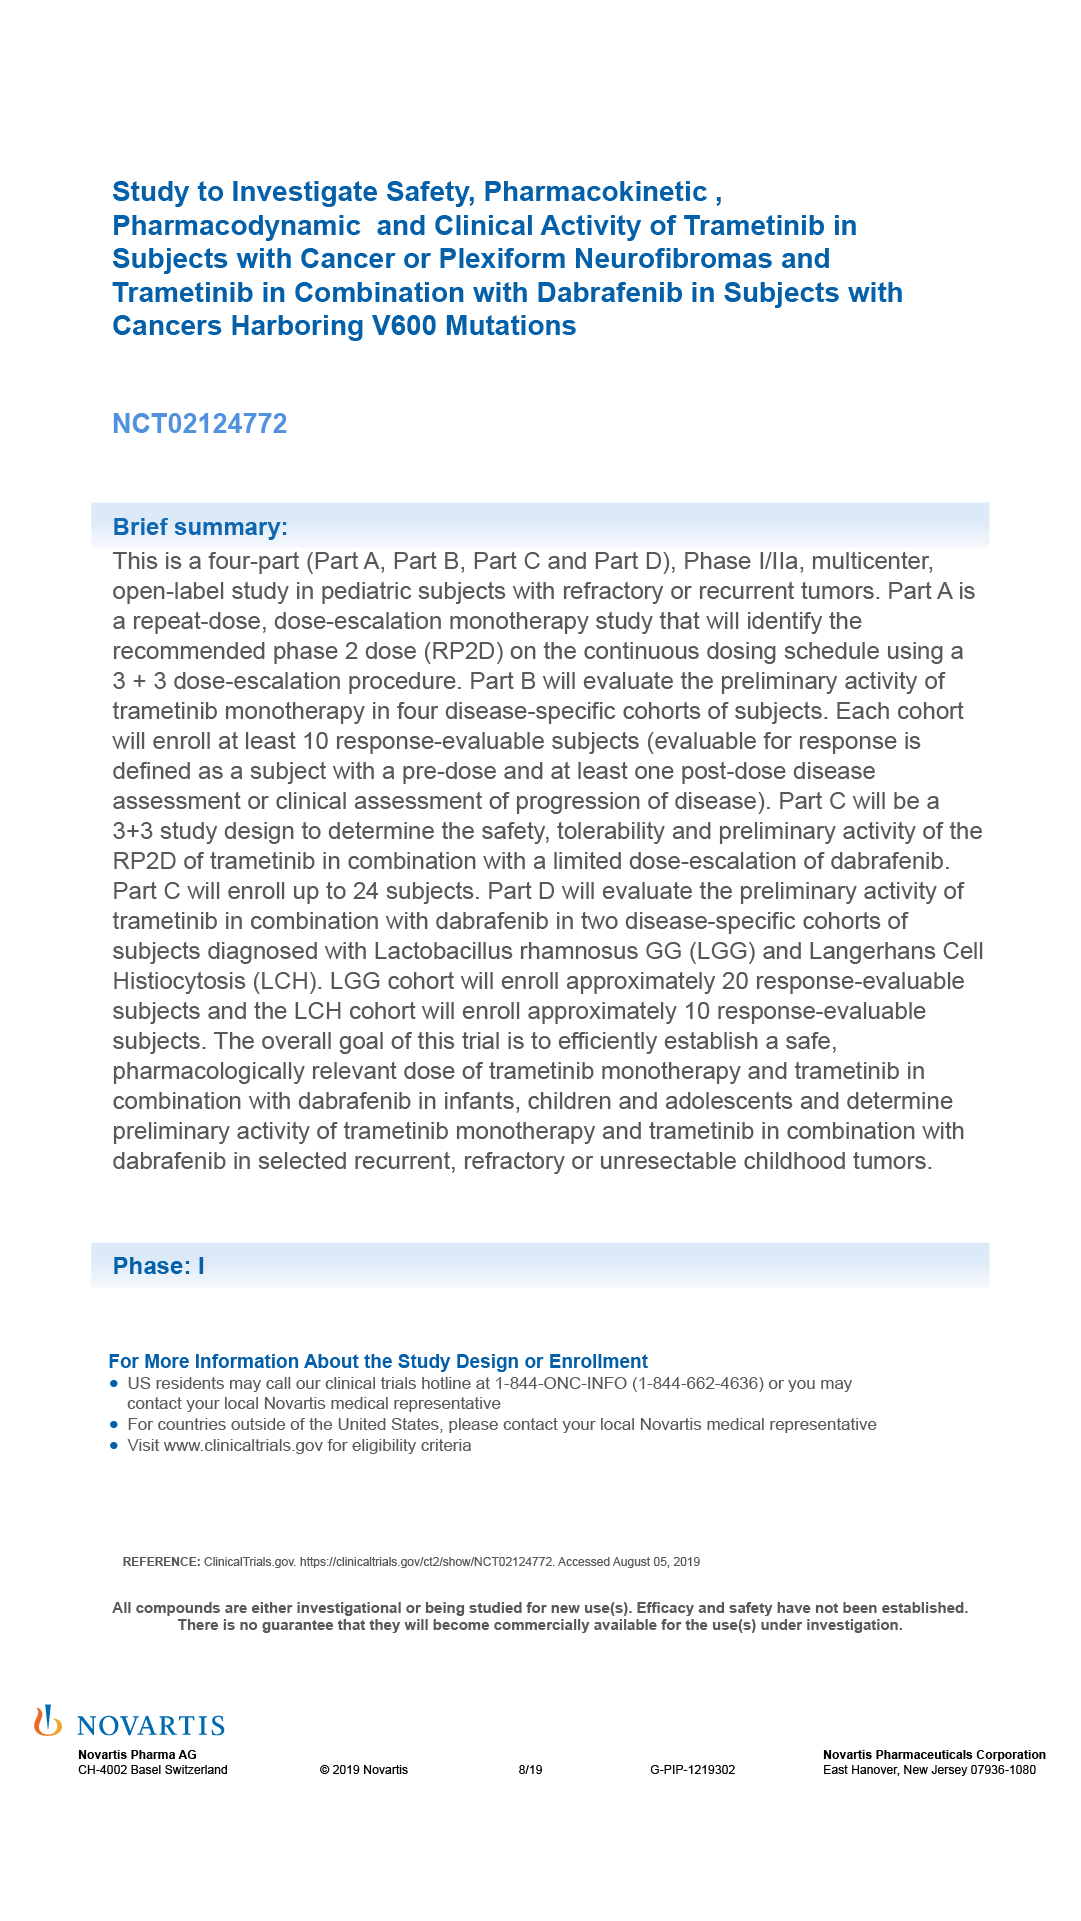 Study to Investigate Safety, Pharmacokinetic ,
Pharmacodynamic  and Clinical Activity of Trametinib in
Subjects with Cancer or Plexiform Neurofibromas and
Trametinib in Combination with Dabrafenib in Subjects with
Cancers Harboring V600 Mutations
NCT02124772
Brief summary:
This is a four-part (Part A, Part B, Part C and Part D), Phase I/IIa, multicenter,
open-label study in pediatric subjects with refractory or recurrent tumors. Part A is
a repeat-dose, dose-escalation monotherapy study that will identify the
recommended phase 2 dose (RP2D) on the continuous dosing schedule using a
3 + 3 dose-escalation procedure. Part B will evaluate the preliminary activity of
trametinib monotherapy in four disease-specific cohorts of subjects. Each cohort
will enroll at least 10 response-evaluable subjects (evaluable for response is
defined as a subject with a pre-dose and at least one post-dose disease
assessment or clinical assessment of progression of disease). Part C will be a
3+3 study design to determine the safety, tolerability and preliminary activity of the
RP2D of trametinib in combination with a limited dose-escalation of dabrafenib.
Part C will enroll up to 24 subjects. Part D will evaluate the preliminary activity of
trametinib in combination with dabrafenib in two disease-specific cohorts of
subjects diagnosed with Lactobacillus rhamnosus GG (LGG) and Langerhans Cell
Histiocytosis (LCH). LGG cohort will enroll approximately 20 response-evaluable
subjects and the LCH cohort will enroll approximately 10 response-evaluable
subjects. The overall goal of this trial is to efficiently establish a safe,
pharmacologically relevant dose of trametinib monotherapy and trametinib in
combination with dabrafenib in infants, children and adolescents and determine
preliminary activity of trametinib monotherapy and trametinib in combination with
dabrafenib in selected recurrent, refractory or unresectable childhood tumors.
Phase: I
For More Information About the Study Design or Enrollment
• US residents may call our clinical trials hotline at 1-844-ONC-INFO (1-844-662-4636) or you may
contact your local Novartis medical representative
• For countries outside of the United States, please contact your local Novartis medical representative
• Visit www.clinicaltrials.gov for eligibility criteria
REFERENCE: ClinicalTrials.gov. https://clinicaltrials.gov/ct2/show/NCT02124772. Accessed August 05, 2019
All compounds are either investigational or being studied for new use(s). Efficacy and safety have not been established.
There is no guarantee that they will become commercially available for the use(s) under investigation.
NOVARTIS
Novartis Pharma AG Novartis Pharmaceuticals Corporation
CH-4002 Basel Switzerland © 2019 Novartis 8/19 G-PIP-1219302 East Hanover, New Jersey 07936-1080